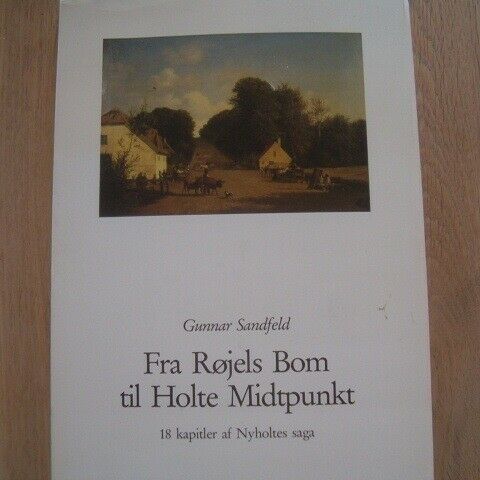 Gunnar Sandfeld
Fra Røjels Bom
til Holte Midtpunkt
18 kapitler af Nyholtes saga